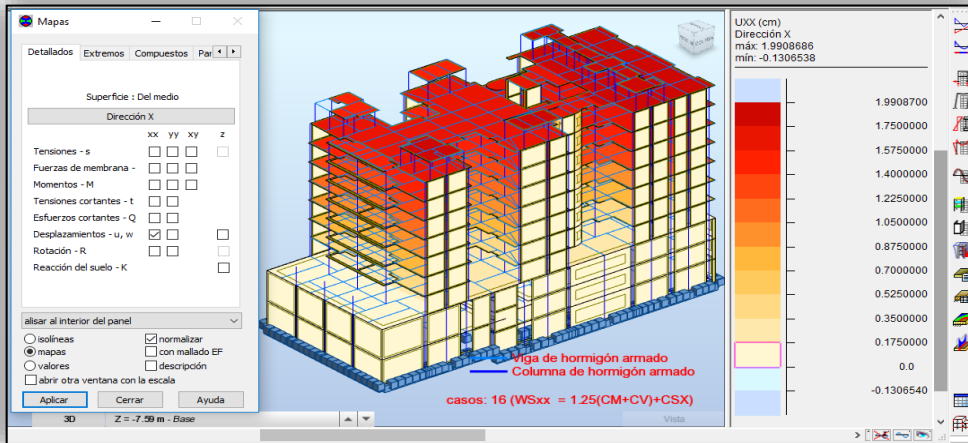 Mapas
Detallados Extremos Compuestos Par
Superficie : Del medio
Dirección X
xx yy xy z
Tensiones - s
Fuerzas de membrana -
Momentos - M
Tensiones cortantes - t
Esfuerzos cortantes - Q
Desplazamientos - u, w
Rotación - R
Reacción del suelo - K
alisar al interior del panel
isolíneas
normalizar
mapas
con mallado EF
valores
descripción
abrir otra ventana con la escala
Aplicar Cerrar Ayuda
3D Z = -7.59 m - Base
Viga de hormigón armado
Columna de hormigón armado
casos: 16 (WSxx = 1.25(CM+CV)+CSX)
Vista
UXX (cm)
Dirección X
máx: 1.9908686
mín: -0.1306538
1.9908700
1.7500000
1.5750000
1.4000000
1.2250000
1.0500000
0.8750000
0.7000000
0.5250000
0.3500000
0.1750000
0.0
-0.1306540